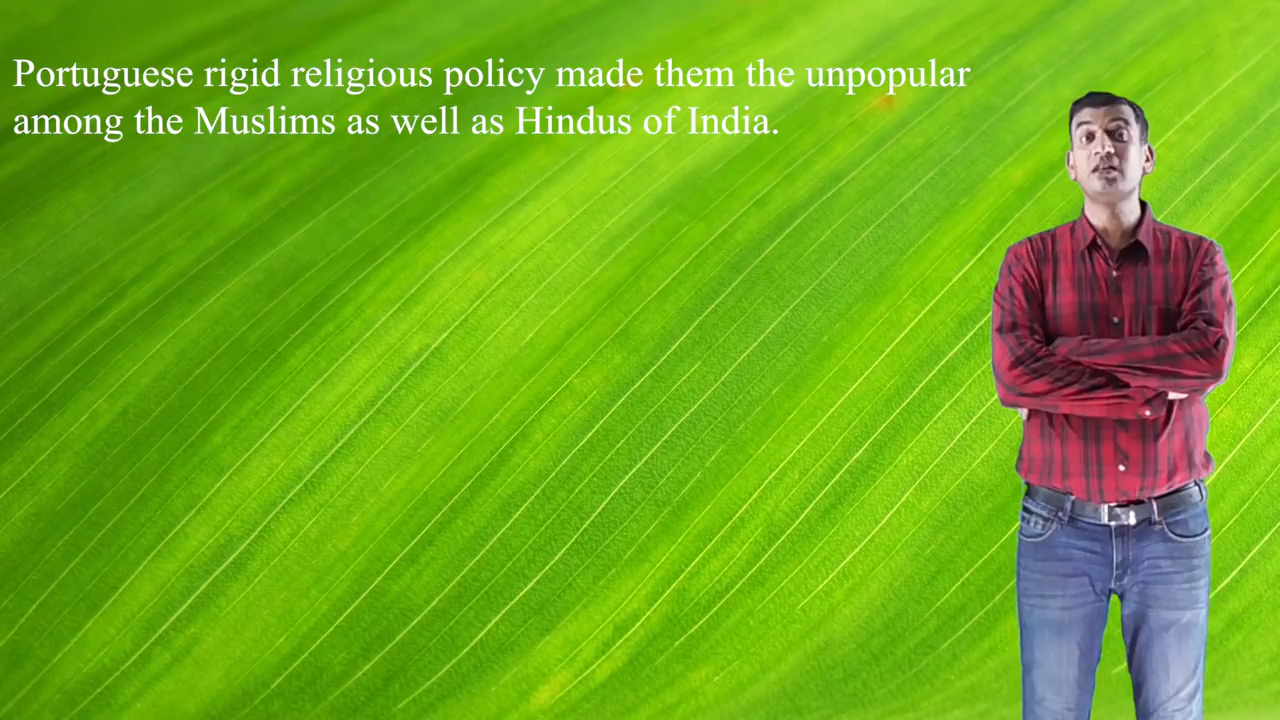 Portuguese rigid religious policy made them the unpopular
among the Muslims as well as Hindus of India.